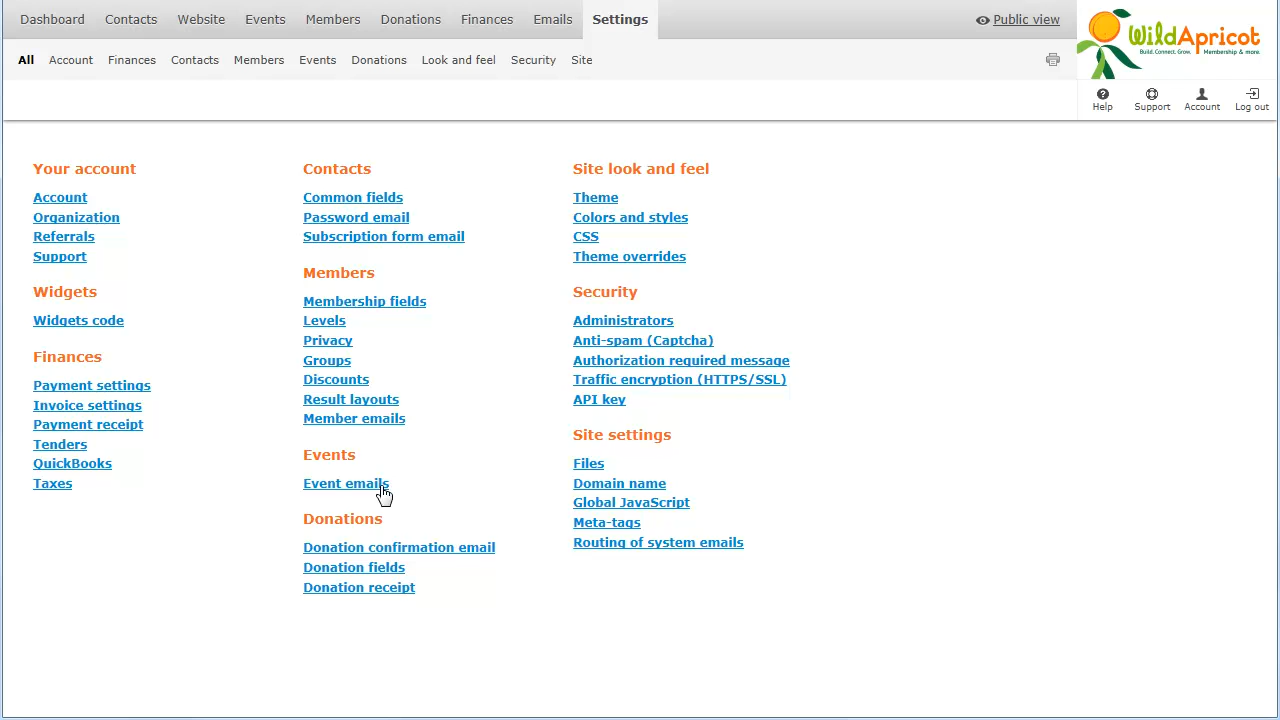 Dashboard Contacts Website Events Members Donations Finances Emails Settings Public view
All Account Finances Contacts Members Events Donations Look and feel Security Site
WildApricot
Build. Connect. Grow. Membership & more.
Help Support Account Log out
Your account
Account
Organization
Referrals
Support
Widgets
Widgets code
Finances
Payment settings
Invoice settings
Payment receipt
Tenders
QuickBooks
Taxes
Contacts
Common fields
Password email
Subscription form email
Members
Membership fields
Levels
Privacy
Groups
Discounts
Result layouts
Member emails
Events
Event emails
Donations
Donation confirmation email
Donation fields
Donation receipt
Site look and feel
Theme
Colors and styles
CSS
Theme overrides
Security
Administrators
Anti-spam (Captcha)
Authorization required message
Traffic encryption (HTTPS/SSL)
API key
Site settings
Files
Domain name
Global JavaScript
Meta-tags
Routing of system emails